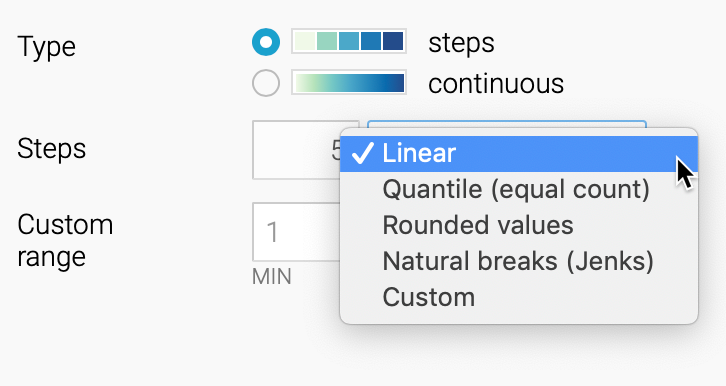 Type
steps
continuous
Steps
5
Linear
Quantile (equal count)
Rounded values
Natural breaks (Jenks)
Custom
Custom
range
1
MIN